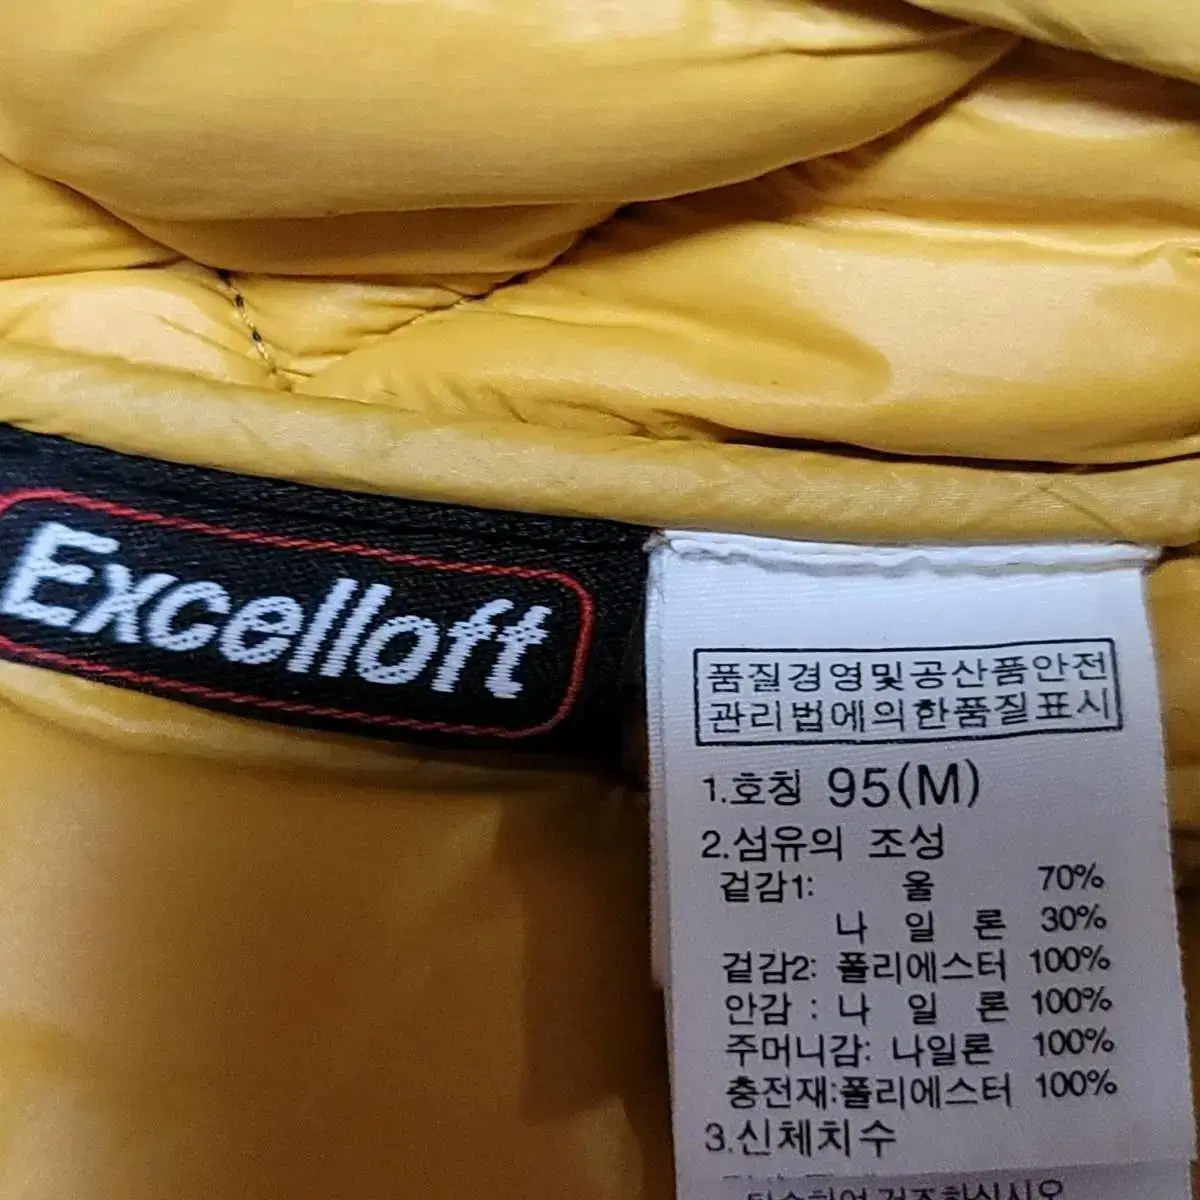 Excelloft
품질경영및공산품안전
관리법에의한품질표시
1.호칭 95(M)
2.섬유의 조성
겉감1: 울 70%
나 일 론 30%
겉감2: 폴리에스터 100%
안감 : 나 일 론 100%
주머니감: 나일론 100%
충전재:폴리에스터 100%
3.신체치수